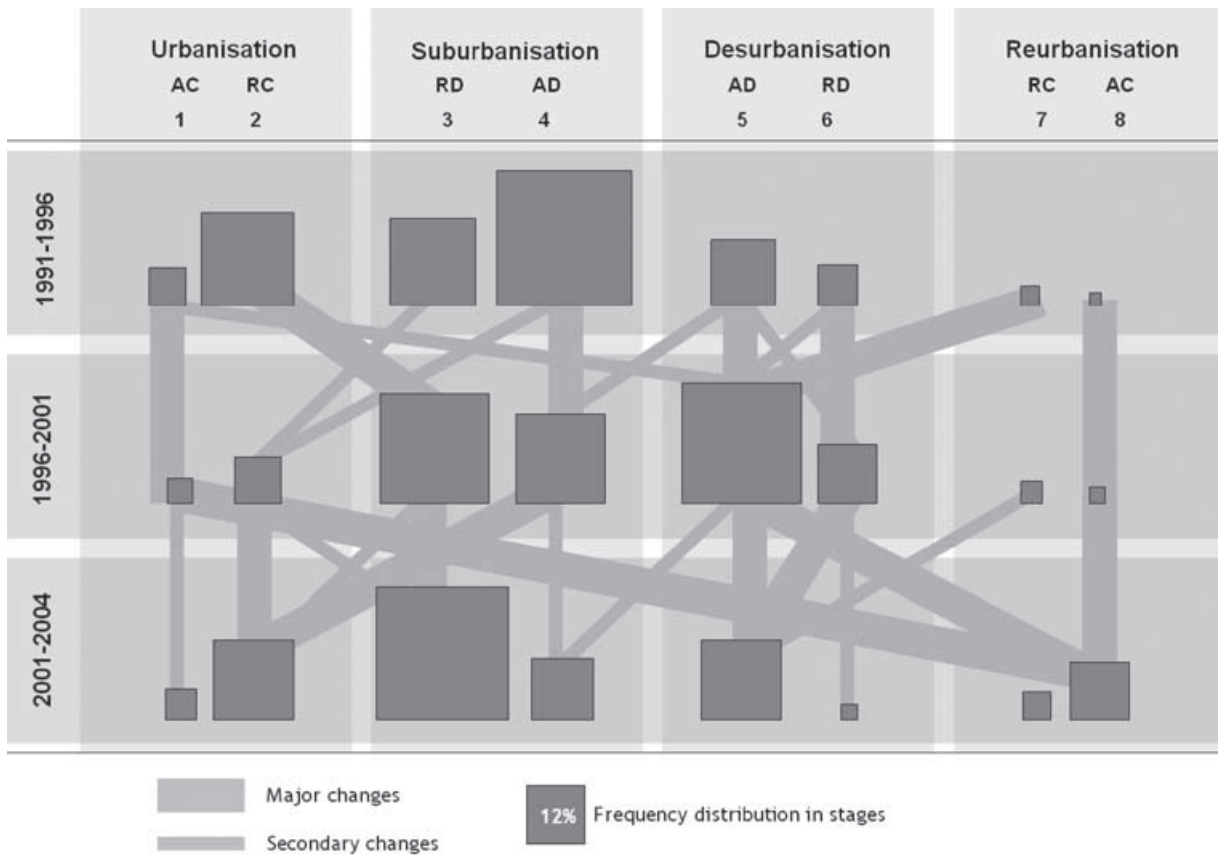 Urbanisation Suburbanisation Desurbanisation Reurbanisation
AC RC RD AD AD RD RC AC
1 2 3 4 5 6 7 8
1991-1996
1996-2001
2001-2004
Major changes
12% Frequency distribution in stages
Secondary changes